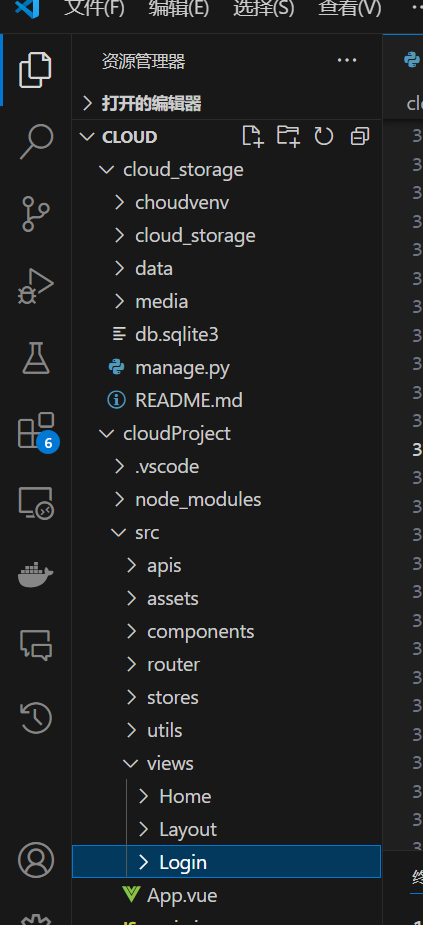 文件(F) 编辑(E) 选择(S) 查看(V) ···
资源管理器 ···
打开的编辑器
CLOUD
cloud_storage
choudvenv
cloud_storage
data
media
db.sqlite3
manage.py
README.md
cloudProject
6
.vscode
node_modules
src
apis
assets
components
router
stores
utils
views
Home
Layout
Login
App.vue